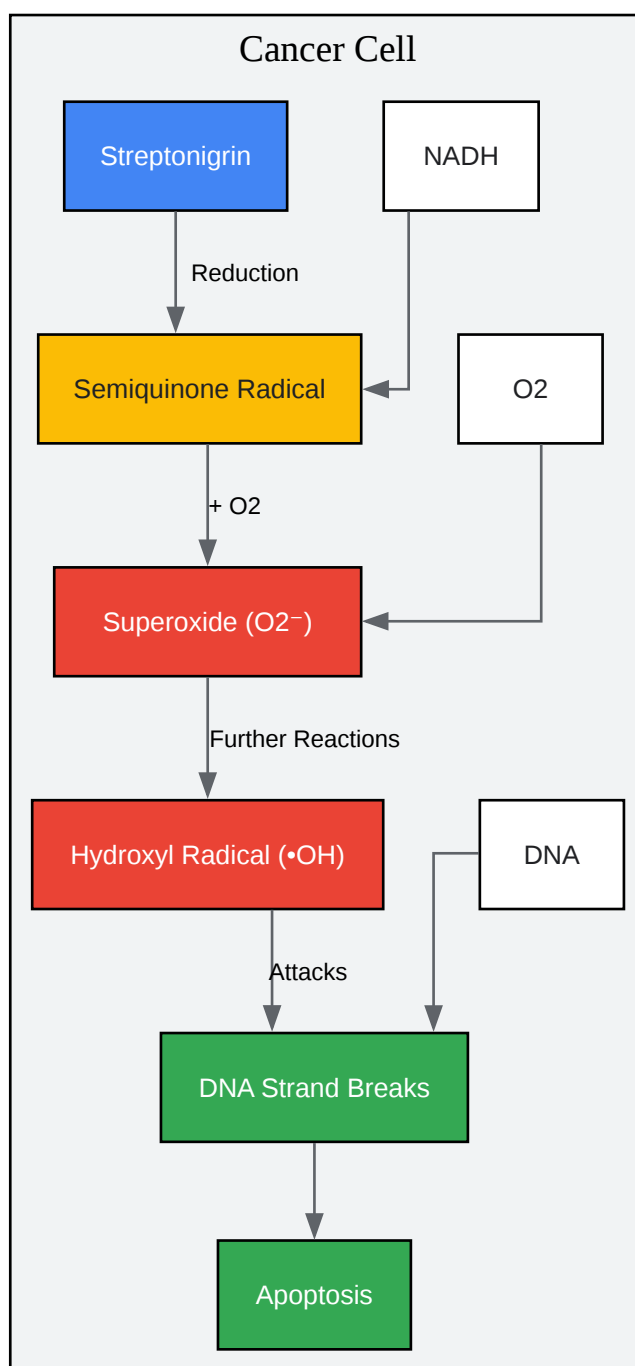 Cancer Cell
Streptonigrin
NADH
Reduction
Semiquinone Radical
O2
+ O2
Superoxide (O2⁻)
Further Reactions
Hydroxyl Radical (•OH)
DNA
Attacks
DNA Strand Breaks
Apoptosis